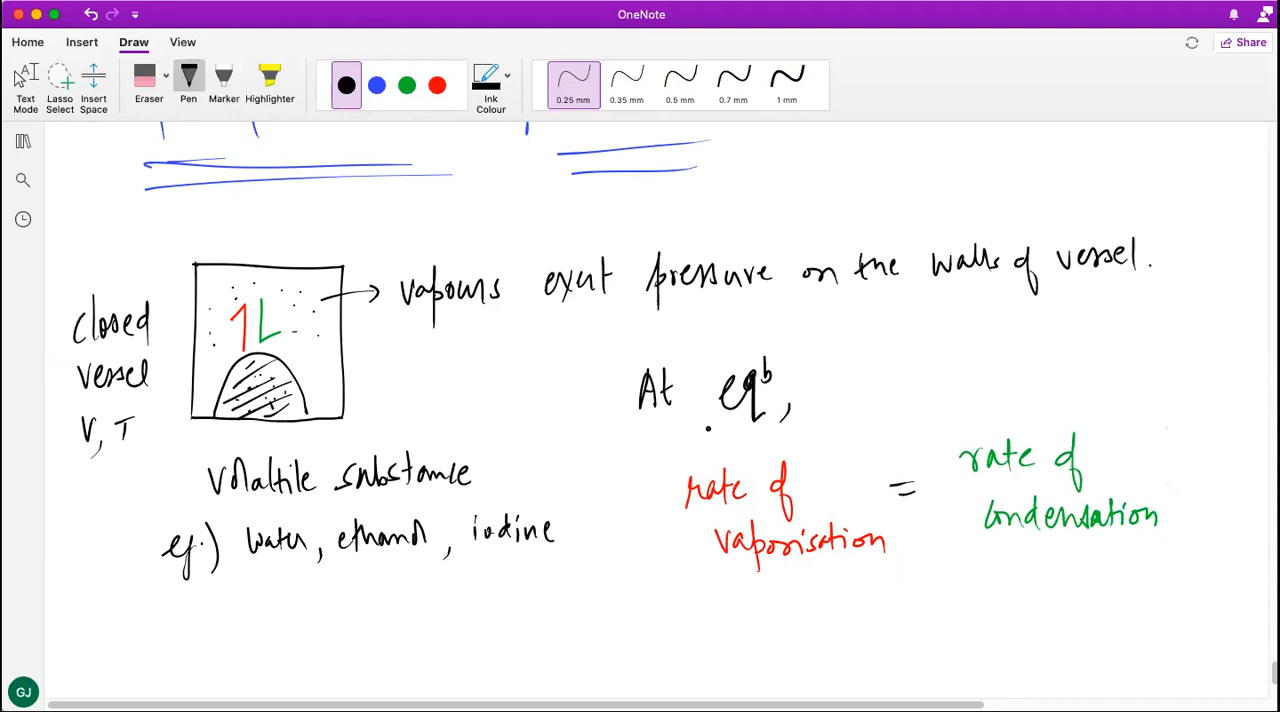 OneNote
Home Insert Draw View
Share
Text Mode
Lasso Select
Insert Space
Eraser
Pen
Marker
Highlighter
Ink Colour
0.25 mm
0.35 mm
0.5 mm
0.7 mm
1 mm
closed vessel V, T
vapours exert pressure on the walls of vessel.
At eqb,
rate of vaporisation = rate of condensation
Volatile substance
eg.) water, ethanol, iodine
GJ